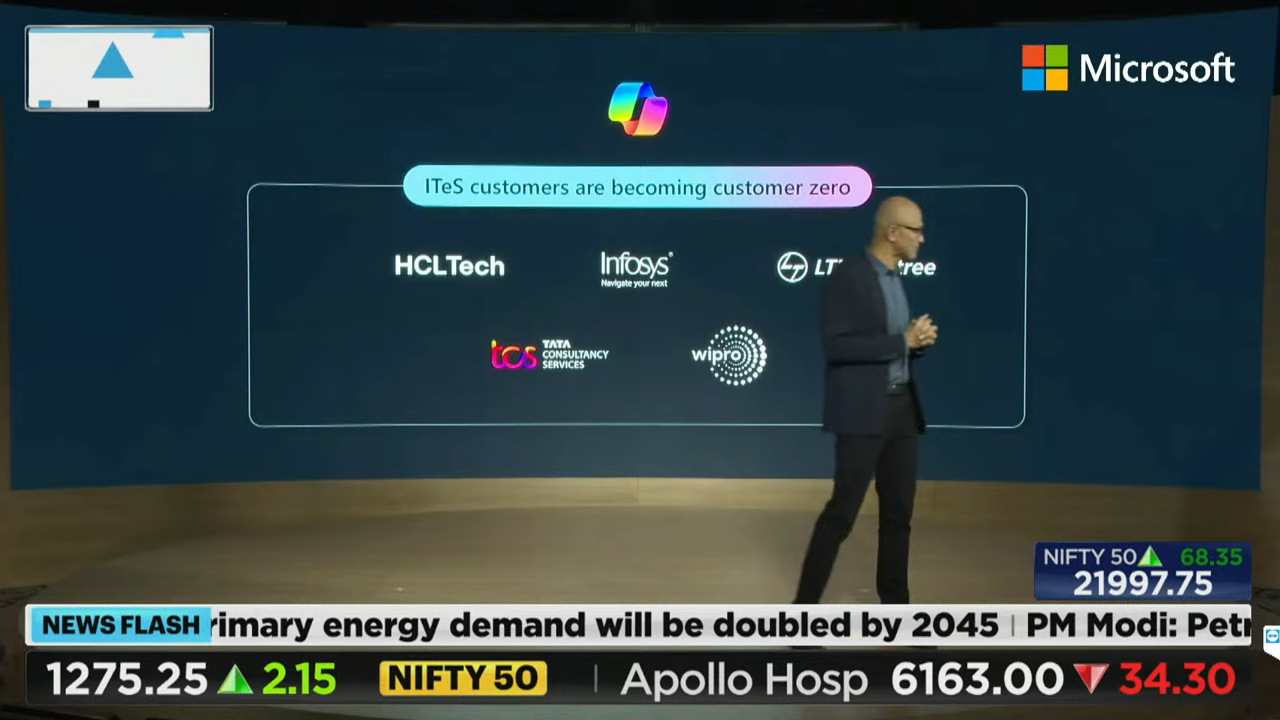 Microsoft
ITeS customers are becoming customer zero
HCLTech
Infosys®
Navigate your next
LT
tree
tcs TATA
CONSULTANCY
SERVICES
wipro
NIFTY 50 68.35
21997.75
NEWS FLASH rimary energy demand will be doubled by 2045 | PM Modi: Petr
1275.25 2.15 NIFTY 50 | Apollo Hosp 6163.00 34.30